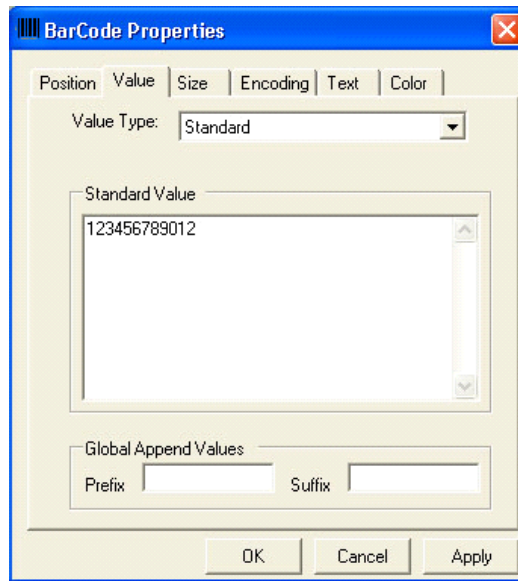 BarCode Properties
Position Value Size Encoding Text Color
Value Type: Standard
Standard Value
123456789012
Global Append Values
Prefix Suffix
OK Cancel Apply